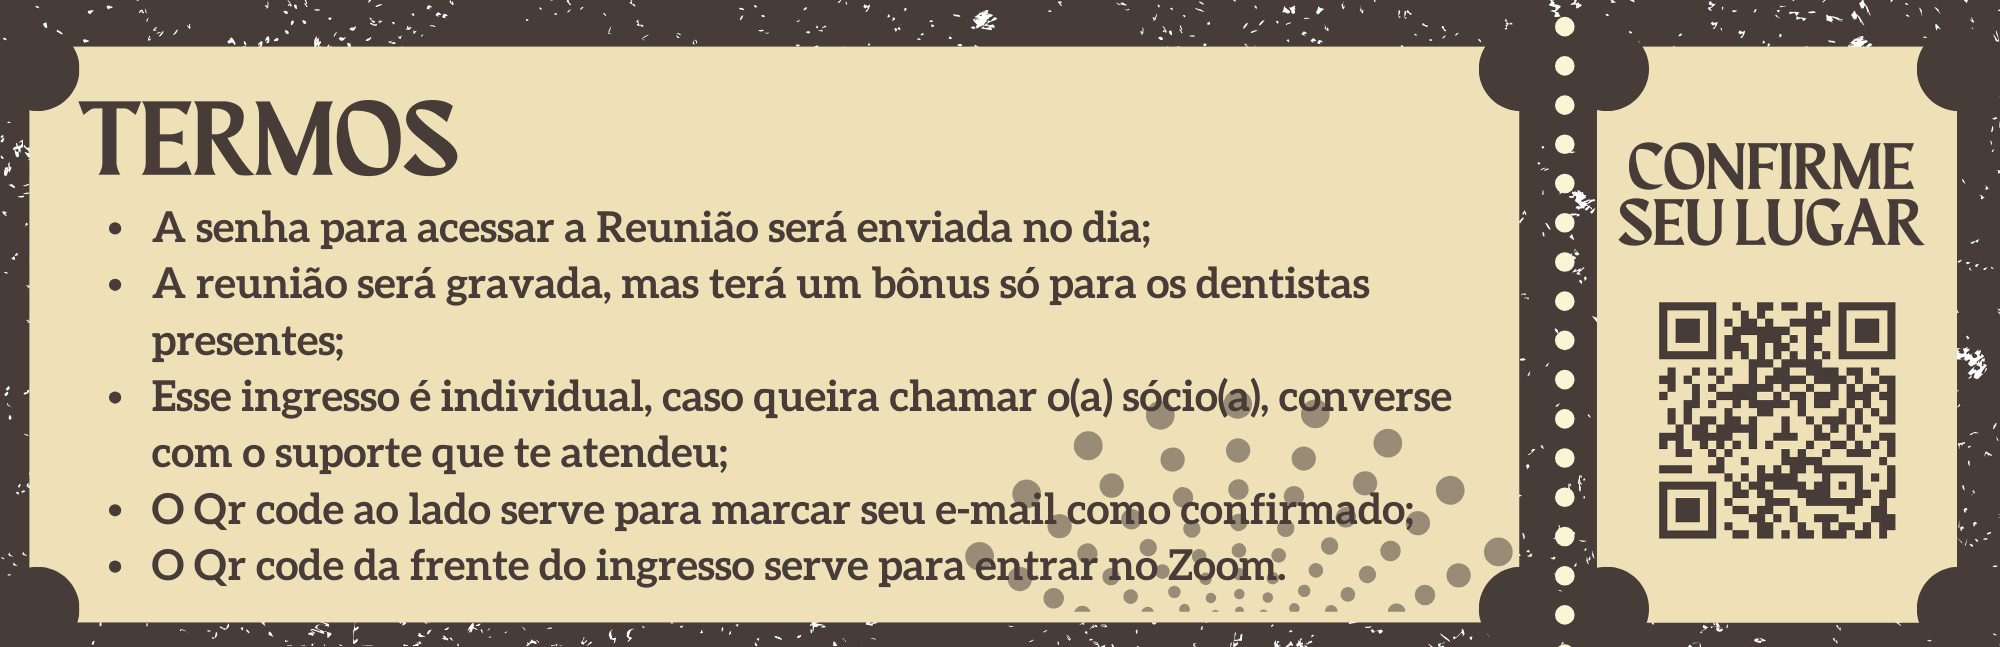 TERMOS
• A senha para acessar a Reunião será enviada no dia;
• A reunião será gravada, mas terá um bônus só para os dentistas
presentes;
• Esse ingresso é individual, caso queira chamar o(a) sócio(a), converse
com o suporte que te atendeu;
• O Qr code ao lado serve para marcar seu e-mail como confirmado;
• O Qr code da frente do ingresso serve para entrar no Zoom.
CONFIRME
SEU LUGAR